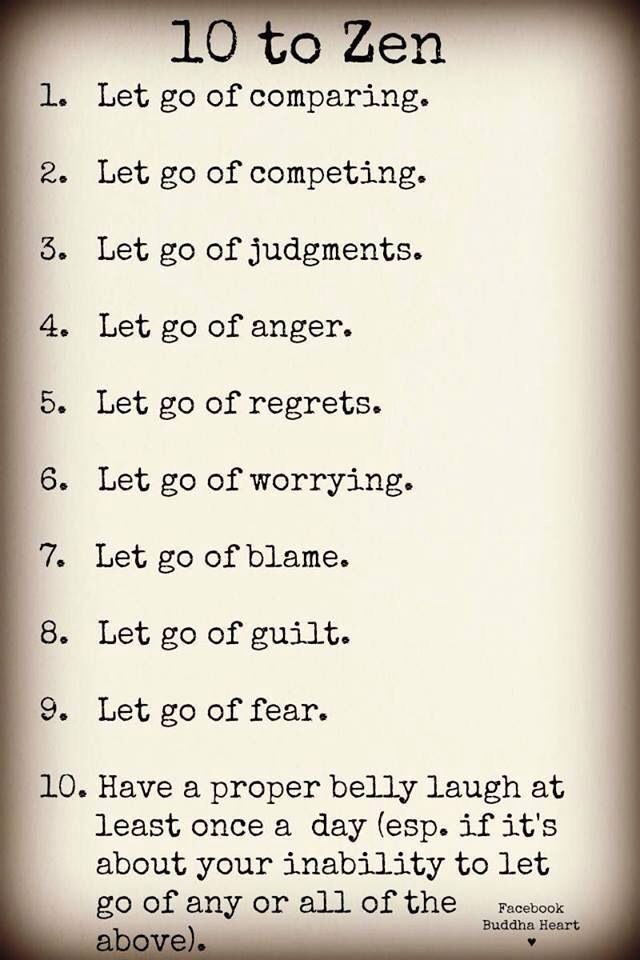 10 to Zen
1. Let go of comparing.
2. Let go of competing.
3. Let go of judgments.
4. Let go of anger.
5. Let go of regrets.
6. Let go of worrying.
7. Let go of blame.
8. Let go of guilt.
9. Let go of fear.
10. Have a proper belly laugh at
least once a day (esp. if it's
about your inability to let
go of any or all of the
above).
Facebook
Buddha Heart
♥